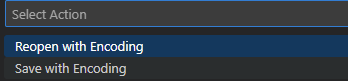 Select Action
Reopen with Encoding
Save with Encoding